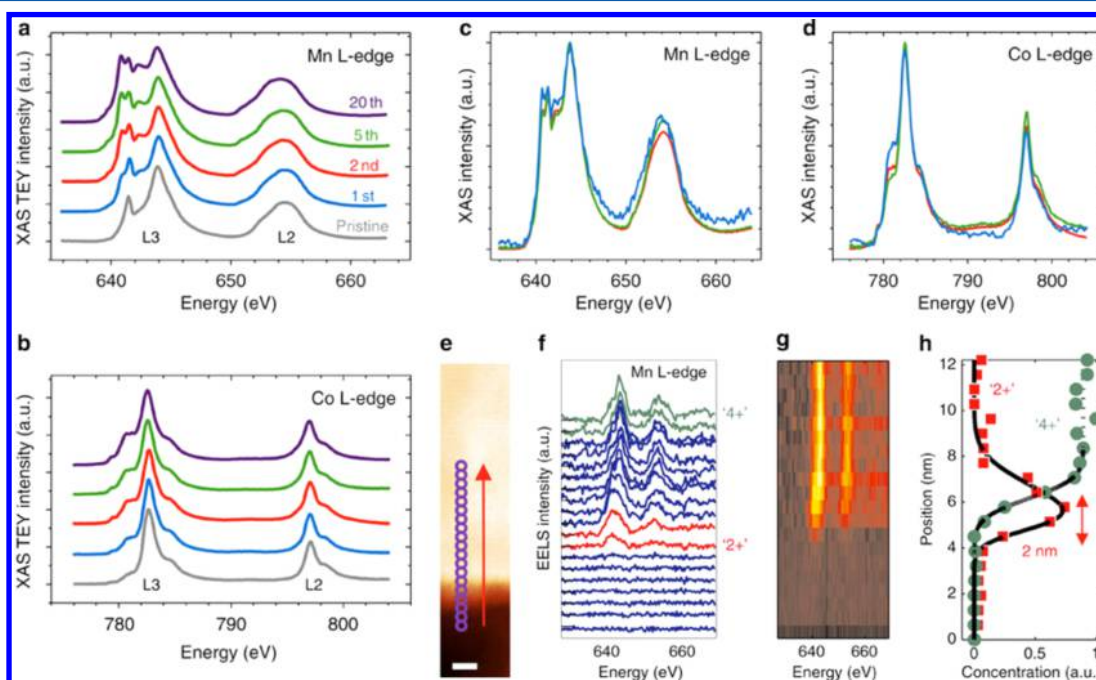 a
Mn L-edge
XAS TEY intensity (a.u.)
20 th
5 th
2 nd
1 st
Pristine
L3
L2
640
650
660
Energy (eV)
c
Mn L-edge
XAS intensity (a.u.)
640
650
660
Energy (eV)
d
Co L-edge
XAS intensity (a.u.)
780
790
800
Energy (eV)
b
Co L-edge
XAS TEY intensity (a.u.)
L3
L2
780
790
800
Energy (eV)
e
f
Mn L-edge
EELS intensity (a.u.)
'4+'
'2+'
640
660
Energy (eV)
g
640 660
Energy (eV)
h
12
10
8
6
4
2
0
Position (nm)
'2+'
'4+'
2 nm
0
0.5
1
Concentration (a.u.)